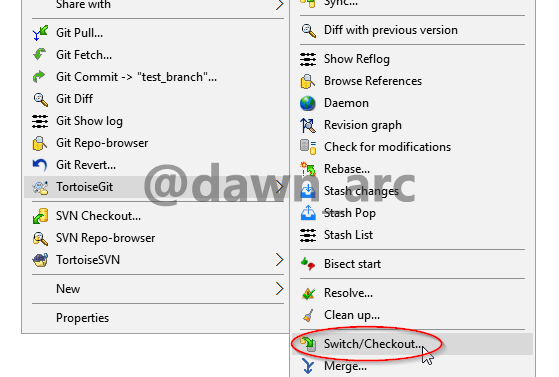 Share with
Git Pull...
Git Fetch...
Git Commit -> "test_branch"...
Git Diff
Git Show log
Git Repo-browser
Git Revert...
TortoiseGit
SVN Checkout...
SVN Repo-browser
TortoiseSVN
New
Properties
Sync...
Diff with previous version
Show Reflog
Browse References
Daemon
Revision graph
Check for modifications
Rebase...
Stash changes
Stash Pop
Stash List
Bisect start
Resolve...
Clean up...
Switch/Checkout...
Merge...
@dawn_arc